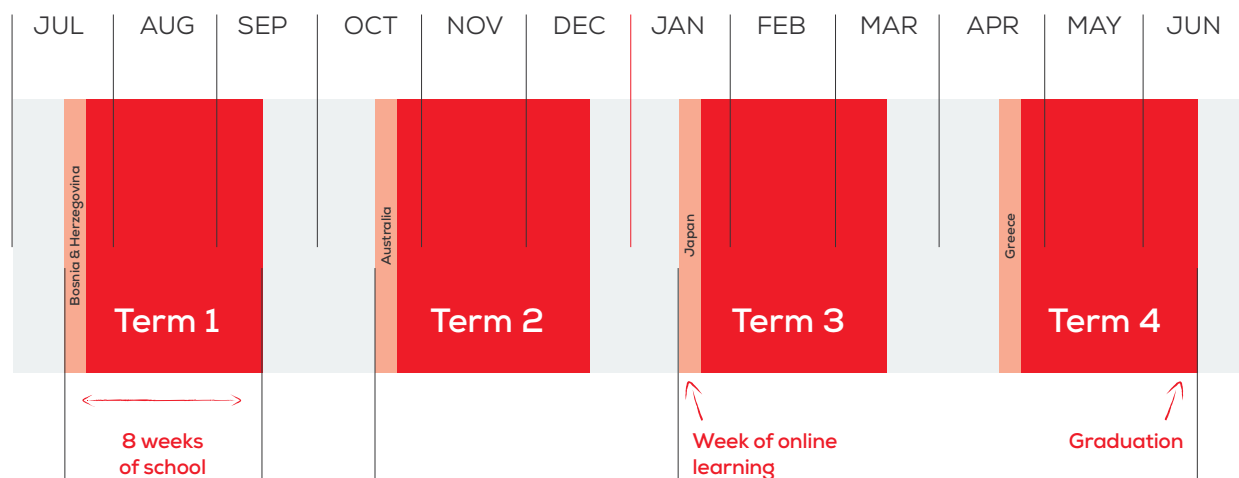 JUL AUG SEP OCT NOV DEC JAN FEB MAR APR MAY JUN
Bosnia & Herzegovina
Australia
Japan
Greece
Term 1
Term 2
Term 3
Term 4
8 weeks
of school
Week of online
learning
Graduation